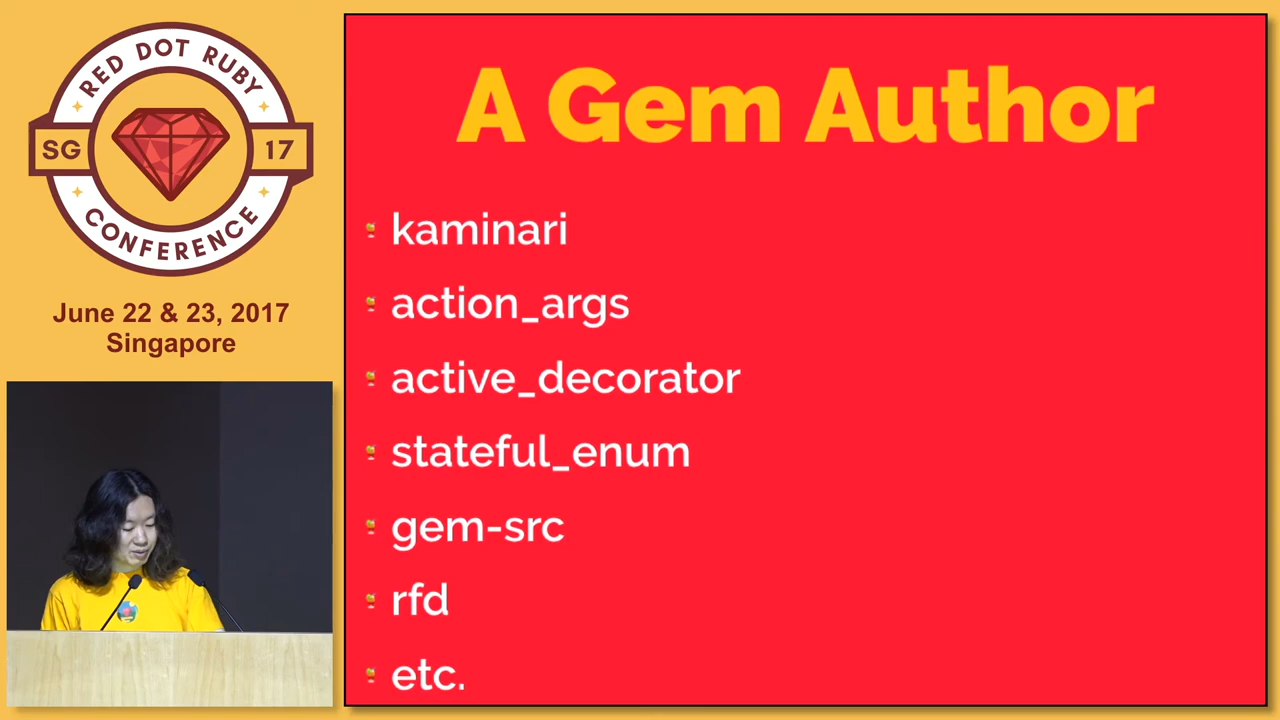 RED DOT RUBY
SG 17
CONFERENCE
June 22 & 23, 2017
Singapore
A Gem Author
kaminari
action_args
active_decorator
stateful_enum
gem-src
rfd
etc.